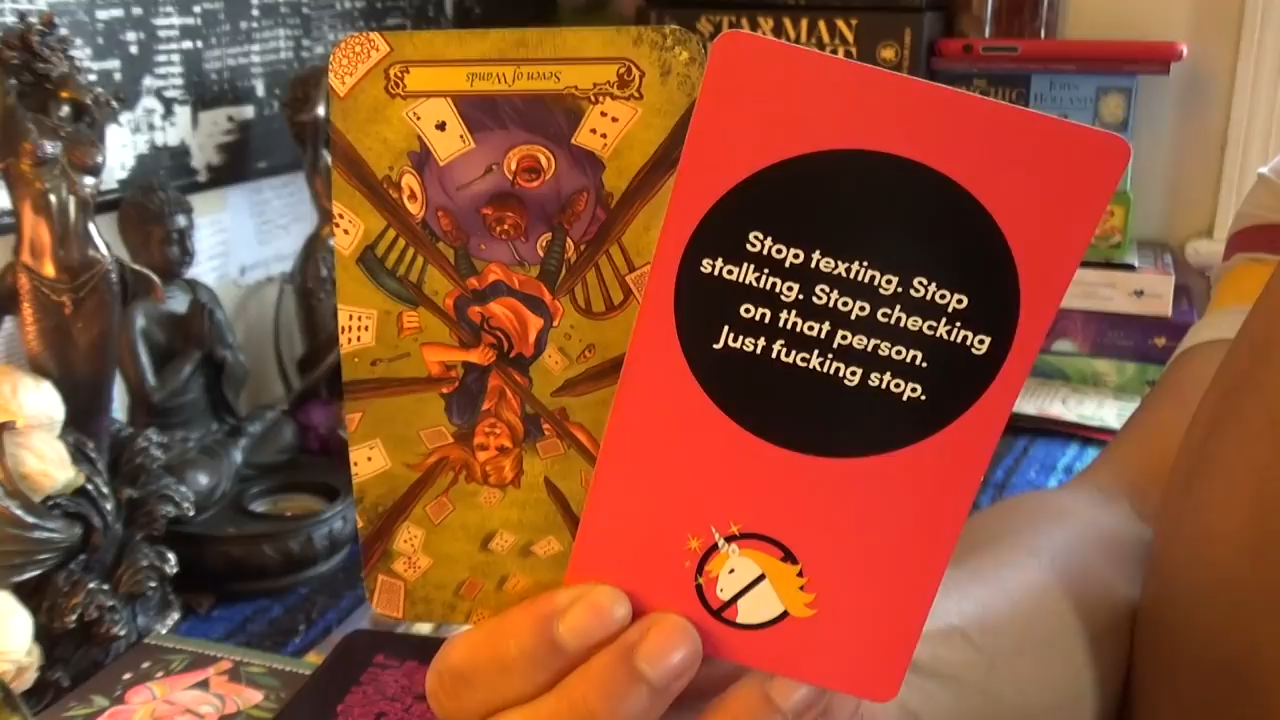 STARMAN
Seven of Wands
JOHN
HOLLAND
Stop texting. Stop
stalking. Stop checking
on that person.
Just fucking stop.